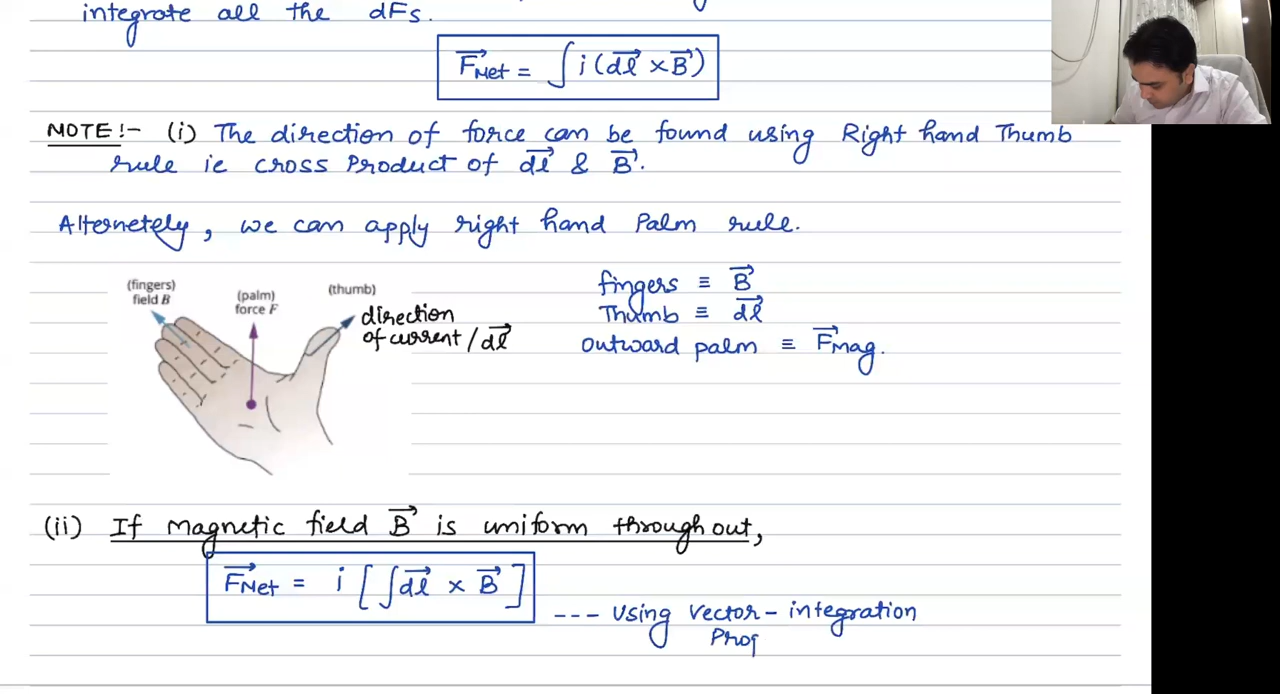 integrate all the dFs.
F⃗Net = ∫ i (dl⃗ × B⃗)
NOTE!- (i) The direction of force can be found using Right hand Thumb
rule ie cross Product of dl⃗ & B⃗.
Alternetely, we can apply right hand Palm rule.
(fingers)
field B
(palm)
force F
(thumb)
direction
of current / dl⃗
fingers ≡ B⃗
Thumb ≡ dl⃗
outward palm ≡ F⃗mag.
(ii) If magnetic field B⃗ is uniform through out,
F⃗Net = i [ ∫dl⃗ × B⃗ ]
--- Using vector-integration
Prop